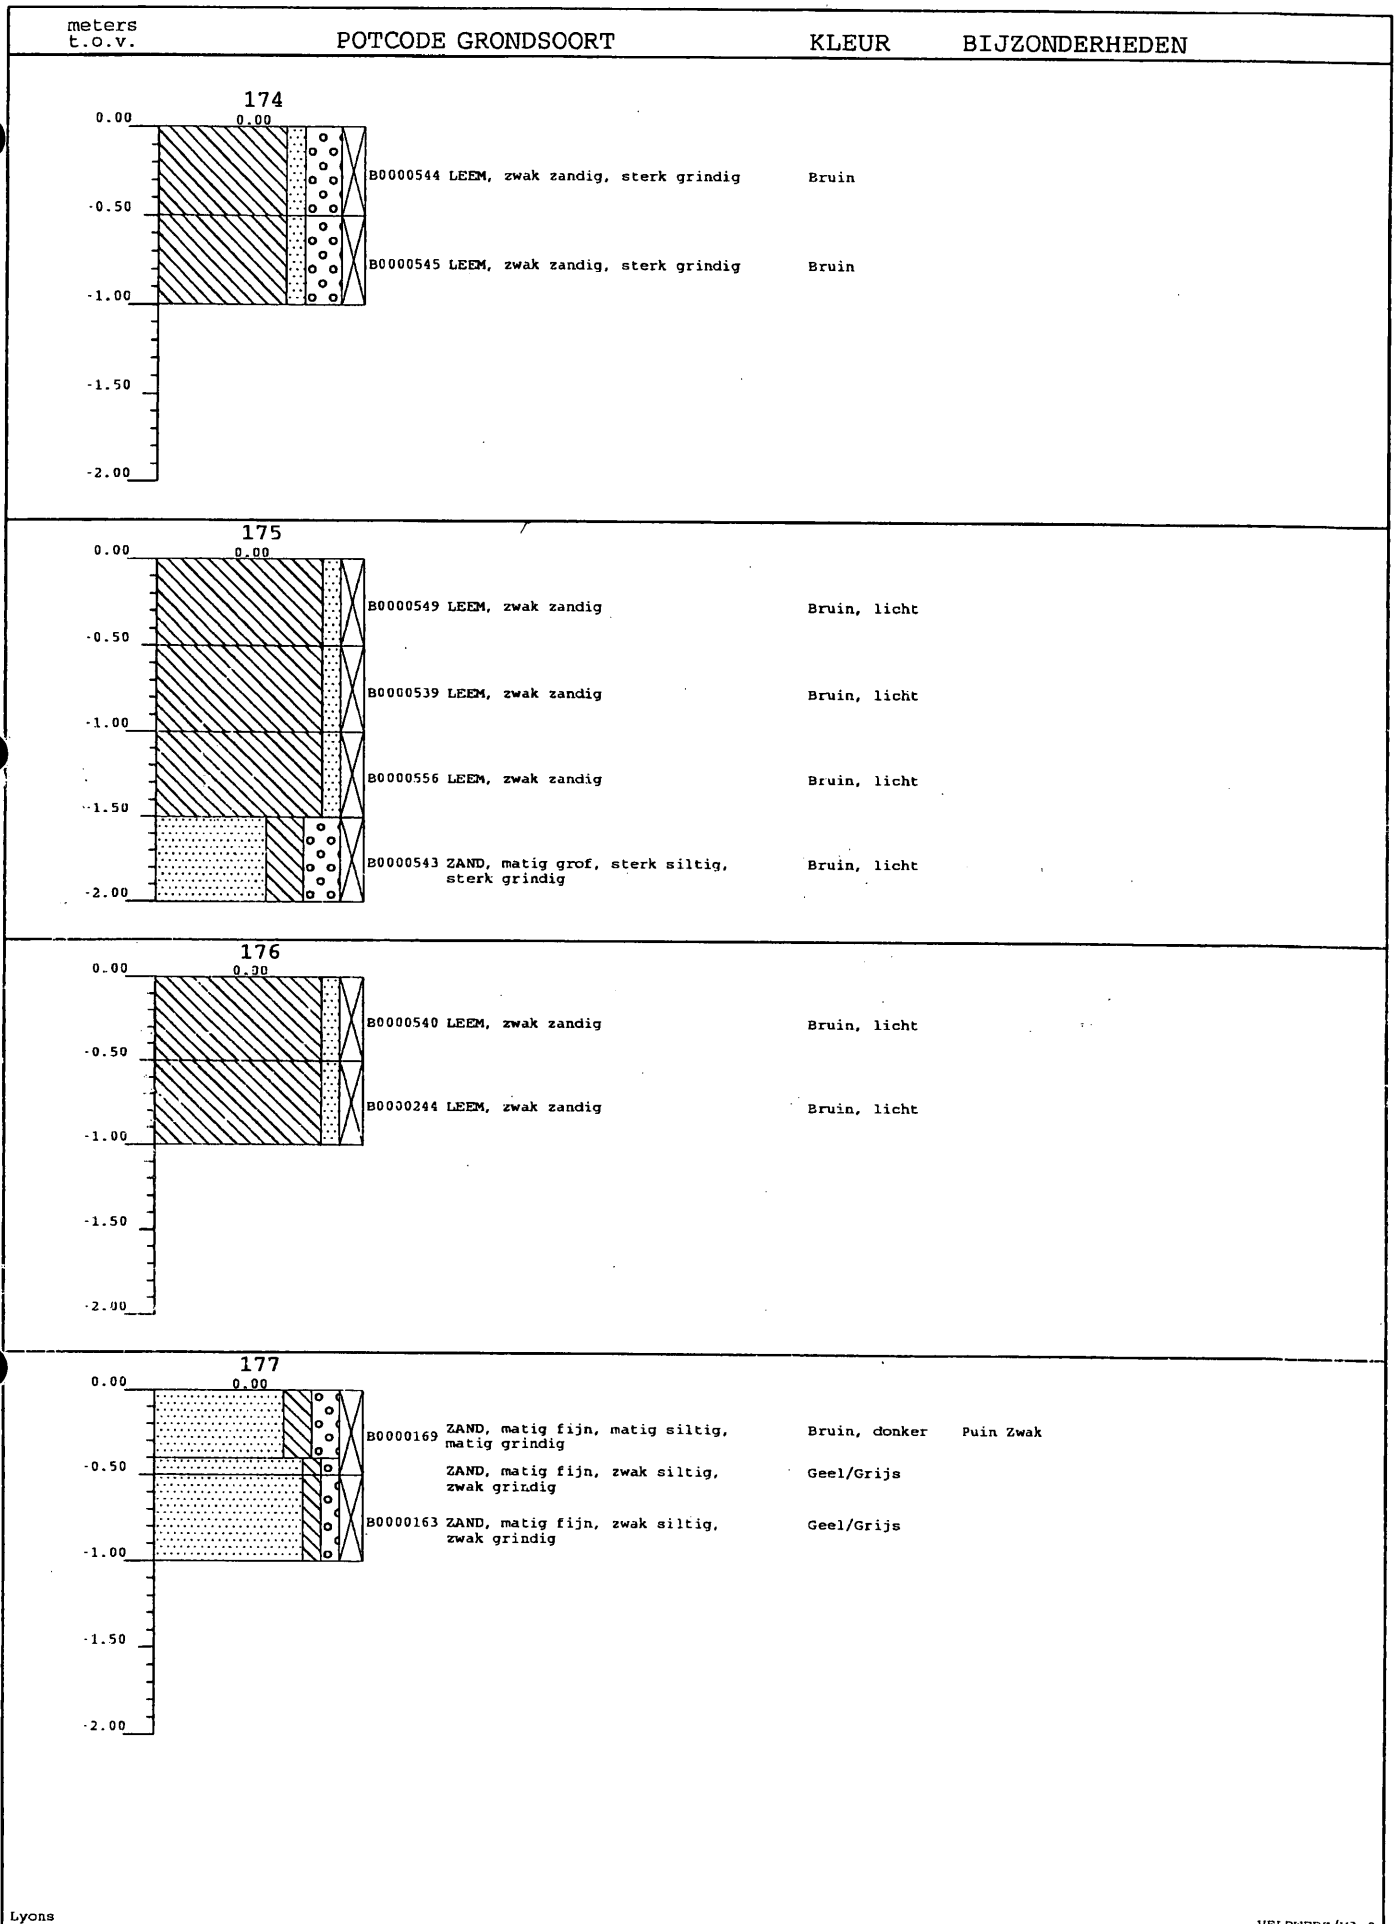 meters
t.o.v. POTCODE GRONDSOORT KLEUR BIJZONDERHEDEN
174
0.00 0.00
B0000544 LEEM, zwak zandig, sterk grindig Bruin
-0.50
B0000545 LEEM, zwak zandig, sterk grindig Bruin
-1.00
-1.50
-2.00
175
0.00 0.00
B0000549 LEEM, zwak zandig Bruin, licht
-0.50
B0000539 LEEM, zwak zandig Bruin, licht
-1.00
B0000556 LEEM, zwak zandig Bruin, licht
-1.50
B0000543 ZAND, matig grof, sterk siltig, Bruin, licht
sterk grindig
-2.00
176
0.00 0.00
B0000540 LEEM, zwak zandig Bruin, licht
-0.50
B0000244 LEEM, zwak zandig Bruin, licht
-1.00
-1.50
-2.00
177
0.00 0.00
B0000169 ZAND, matig fijn, matig siltig, Bruin, donker Puin Zwak
matig grindig
-0.50 ZAND, matig fijn, zwak siltig, Geel/Grijs
zwak grindig
B0000163 ZAND, matig fijn, zwak siltig, Geel/Grijs
zwak grindig
-1.00
-1.50
-2.00
Lyons